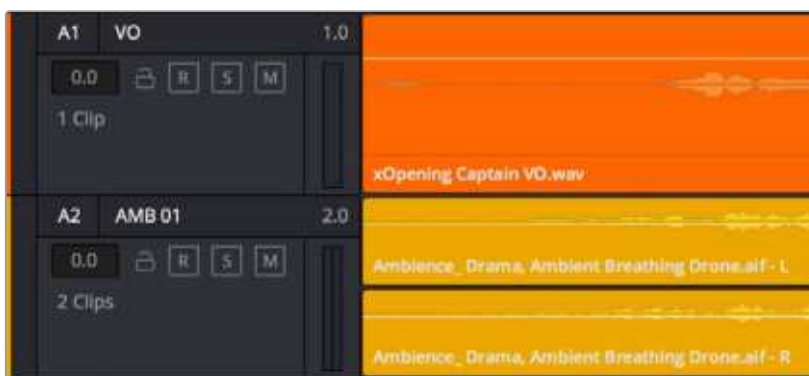 A1 VO 1.0
0.0 R S M
1 Clip
xOpening Captain VO.wav
A2 AMB 01 2.0
0.0 R S M
Ambience_ Drama, Ambient Breathing Drone.aif - L
2 Clips
Ambience_ Drama, Ambient Breathing Drone.aif - R